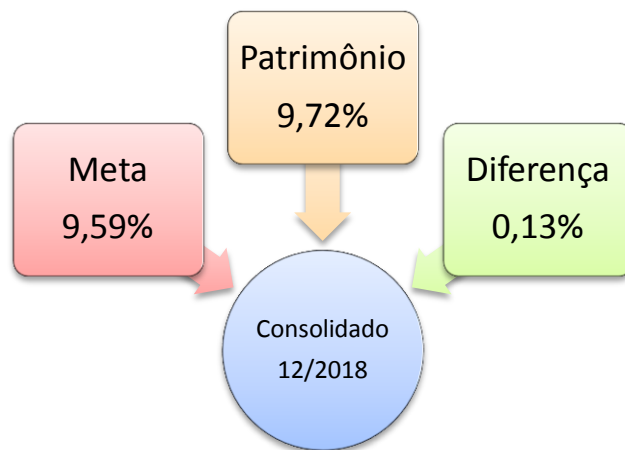 Patrimônio
9,72%
Meta
9,59%
Diferença
0,13%
Consolidado
12/2018